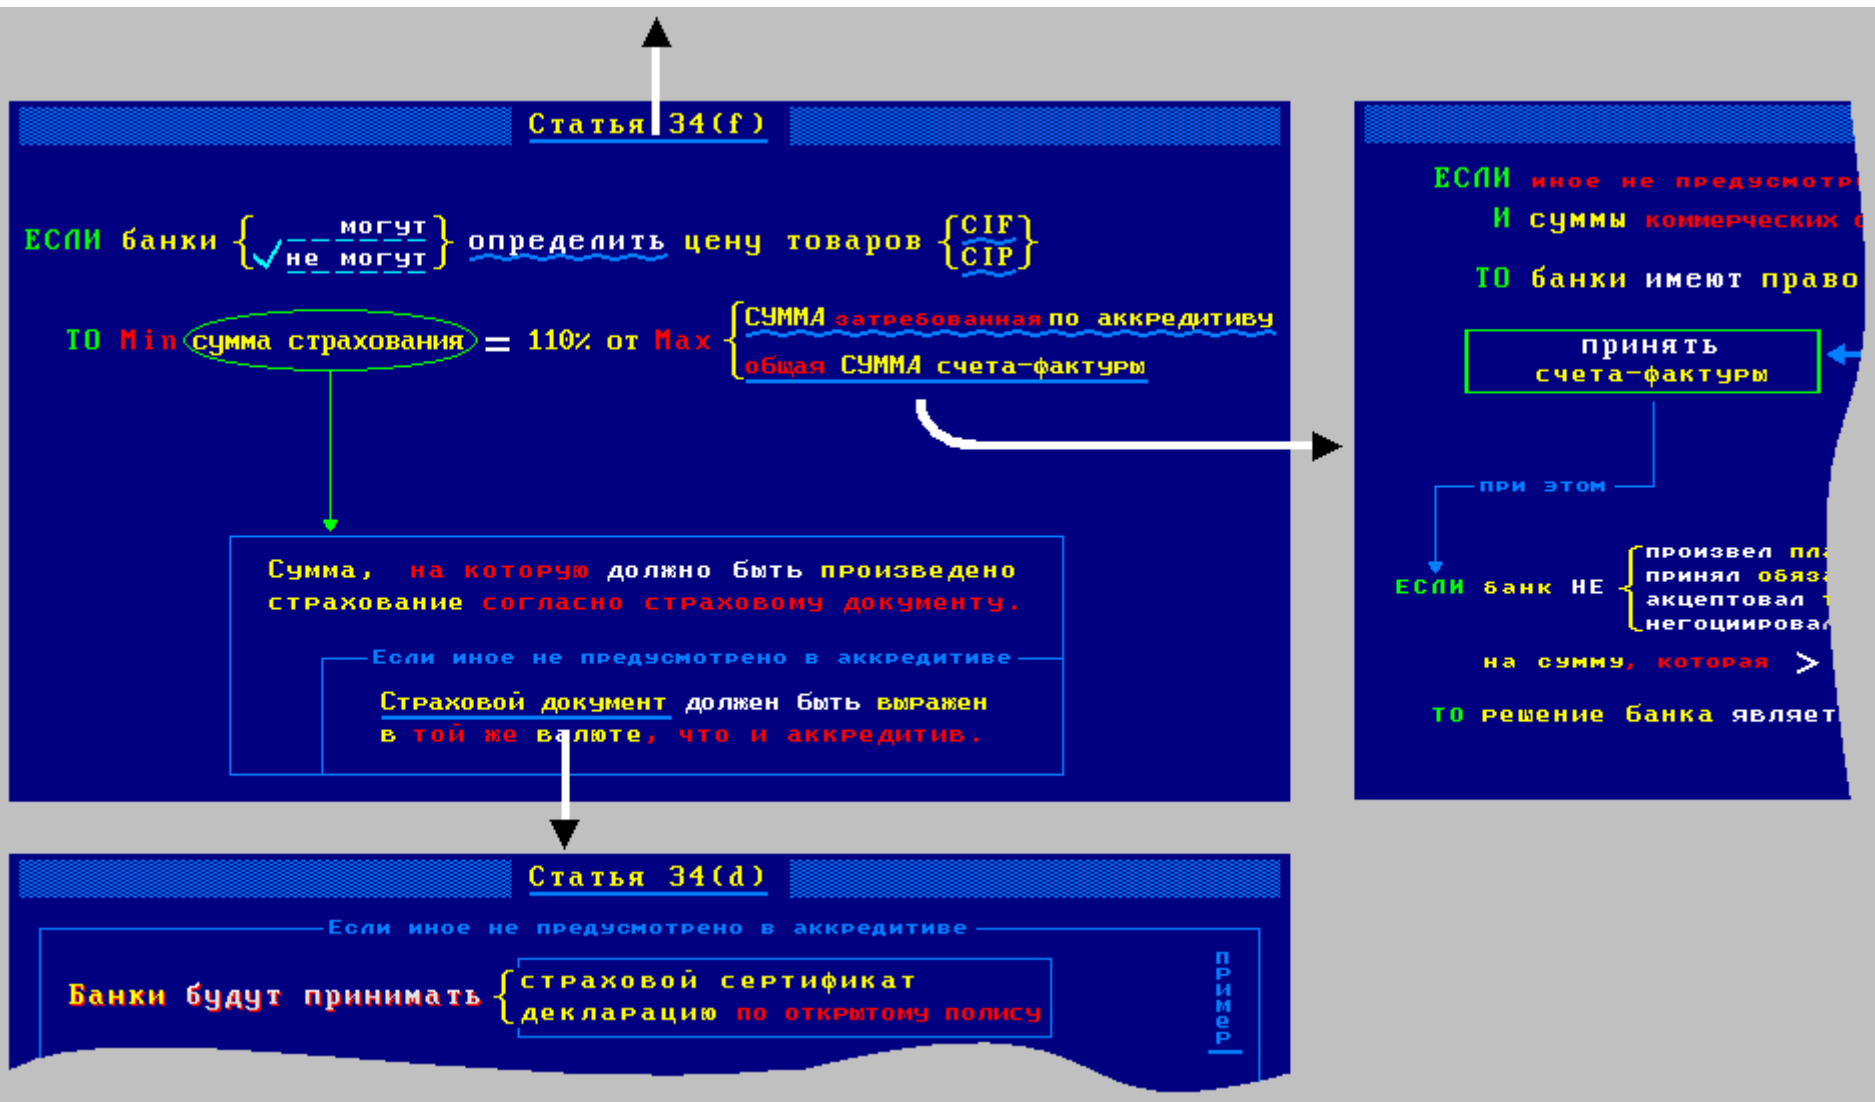 Статья 34(f)
могут
ЕСЛИ банки определить цену товаров CIF
не могут
CIP
СУММА затребованная по аккредитиву
ТО Min сумма страхования = 110% от Max
общая СУММА счета-фактуры
Сумма, на которую должно быть произведено
страхование согласно страховому документу.
Если иное не предусмотрено в аккредитиве
Страховой документ должен быть выражен
в той же валюте, что и аккредитив.
ЕСЛИ иное не
И суммы коммерческих
ТО банки имеют право
принять
счета-фактуры
при этом
произвел
ЕСЛИ банк НЕ принял
акцептовал
на сумму, которая >
ТО решение банка
Статья 34(d)
Если иное не предусмотрено в аккредитиве
Банки будут принимать страховой сертификат
декларацию по открытому полису
пример